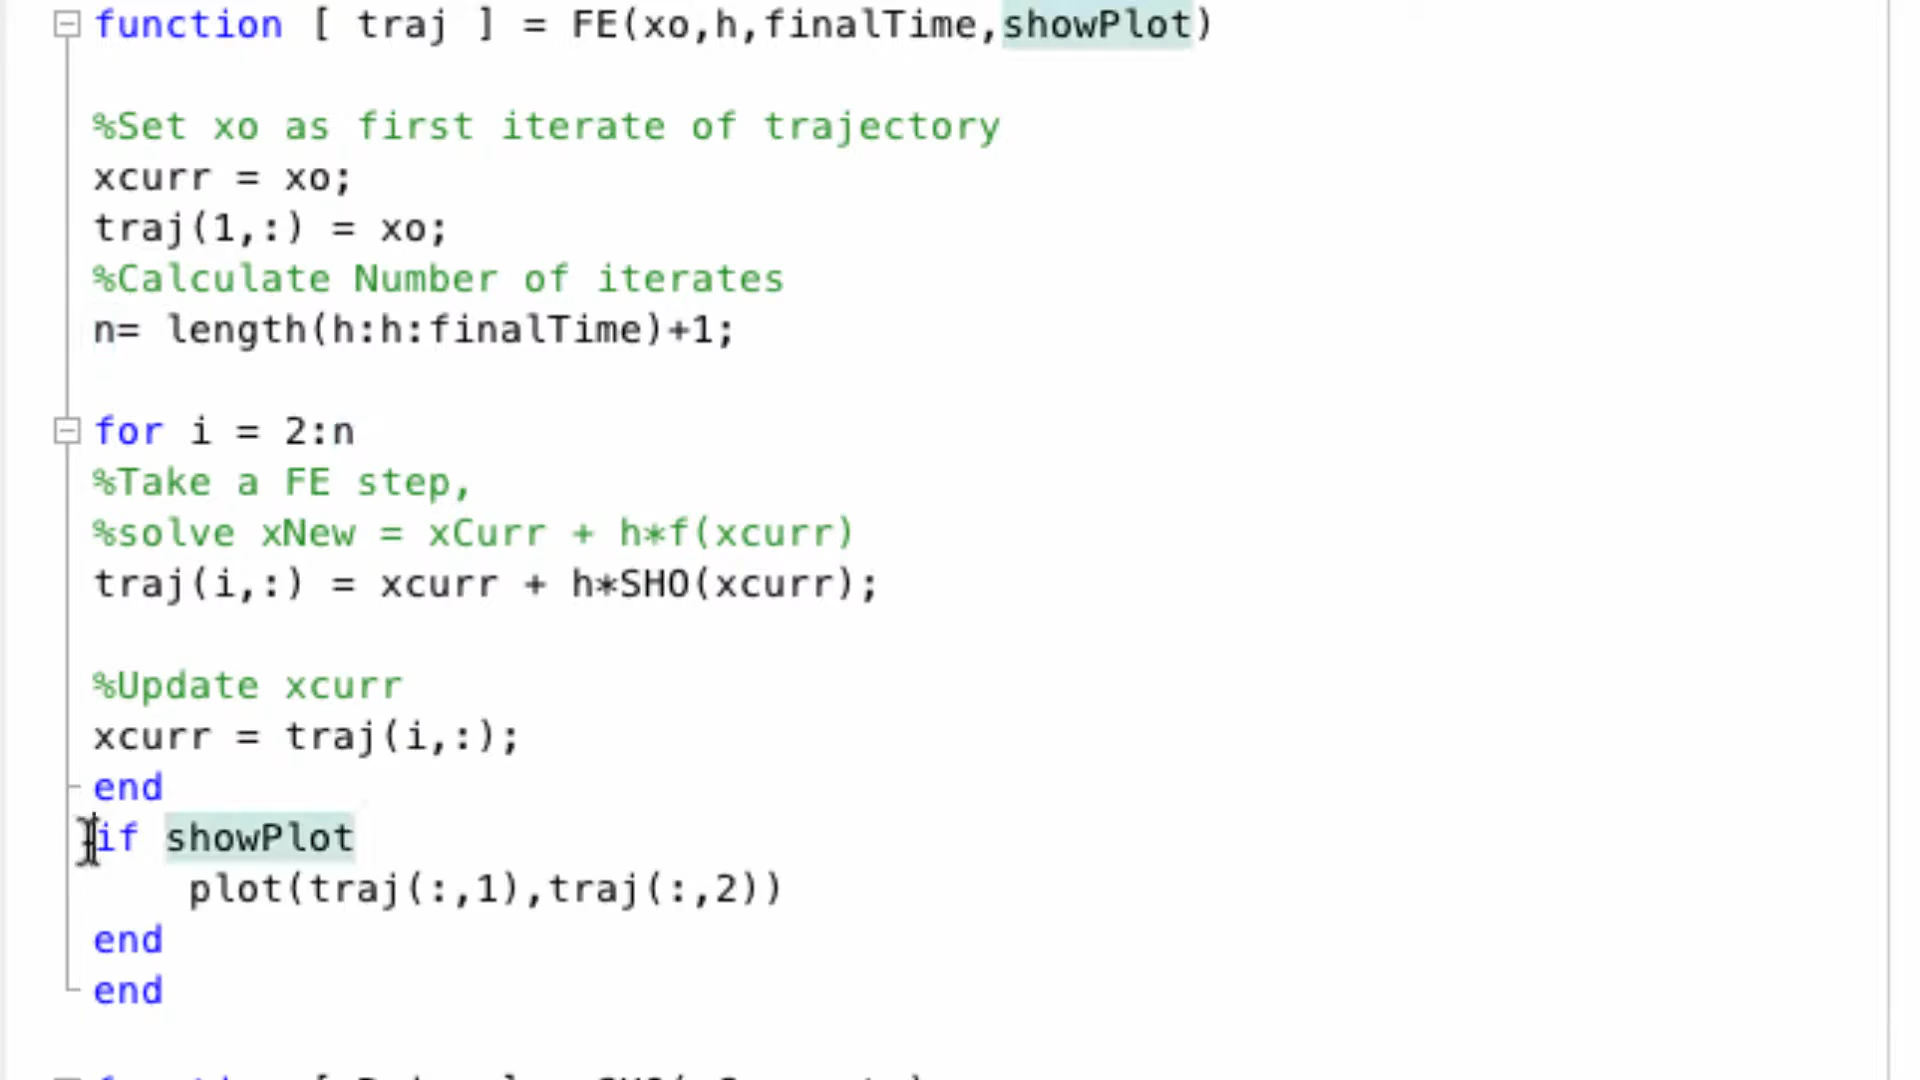 function [ traj ] = FE(xo,h,finalTime,showPlot)
%Set xo as first iterate of trajectory
xcurr = xo;
traj(1,:) = xo;
%Calculate Number of iterates
n= length(h:h:finalTime)+1;
for i = 2:n
%Take a FE step,
%solve xNew = xCurr + h*f(xcurr)
traj(i,:) = xcurr + h*SHO(xcurr);
%Update xcurr
xcurr = traj(i,:);
end
if showPlot
plot(traj(:,1),traj(:,2))
end
end